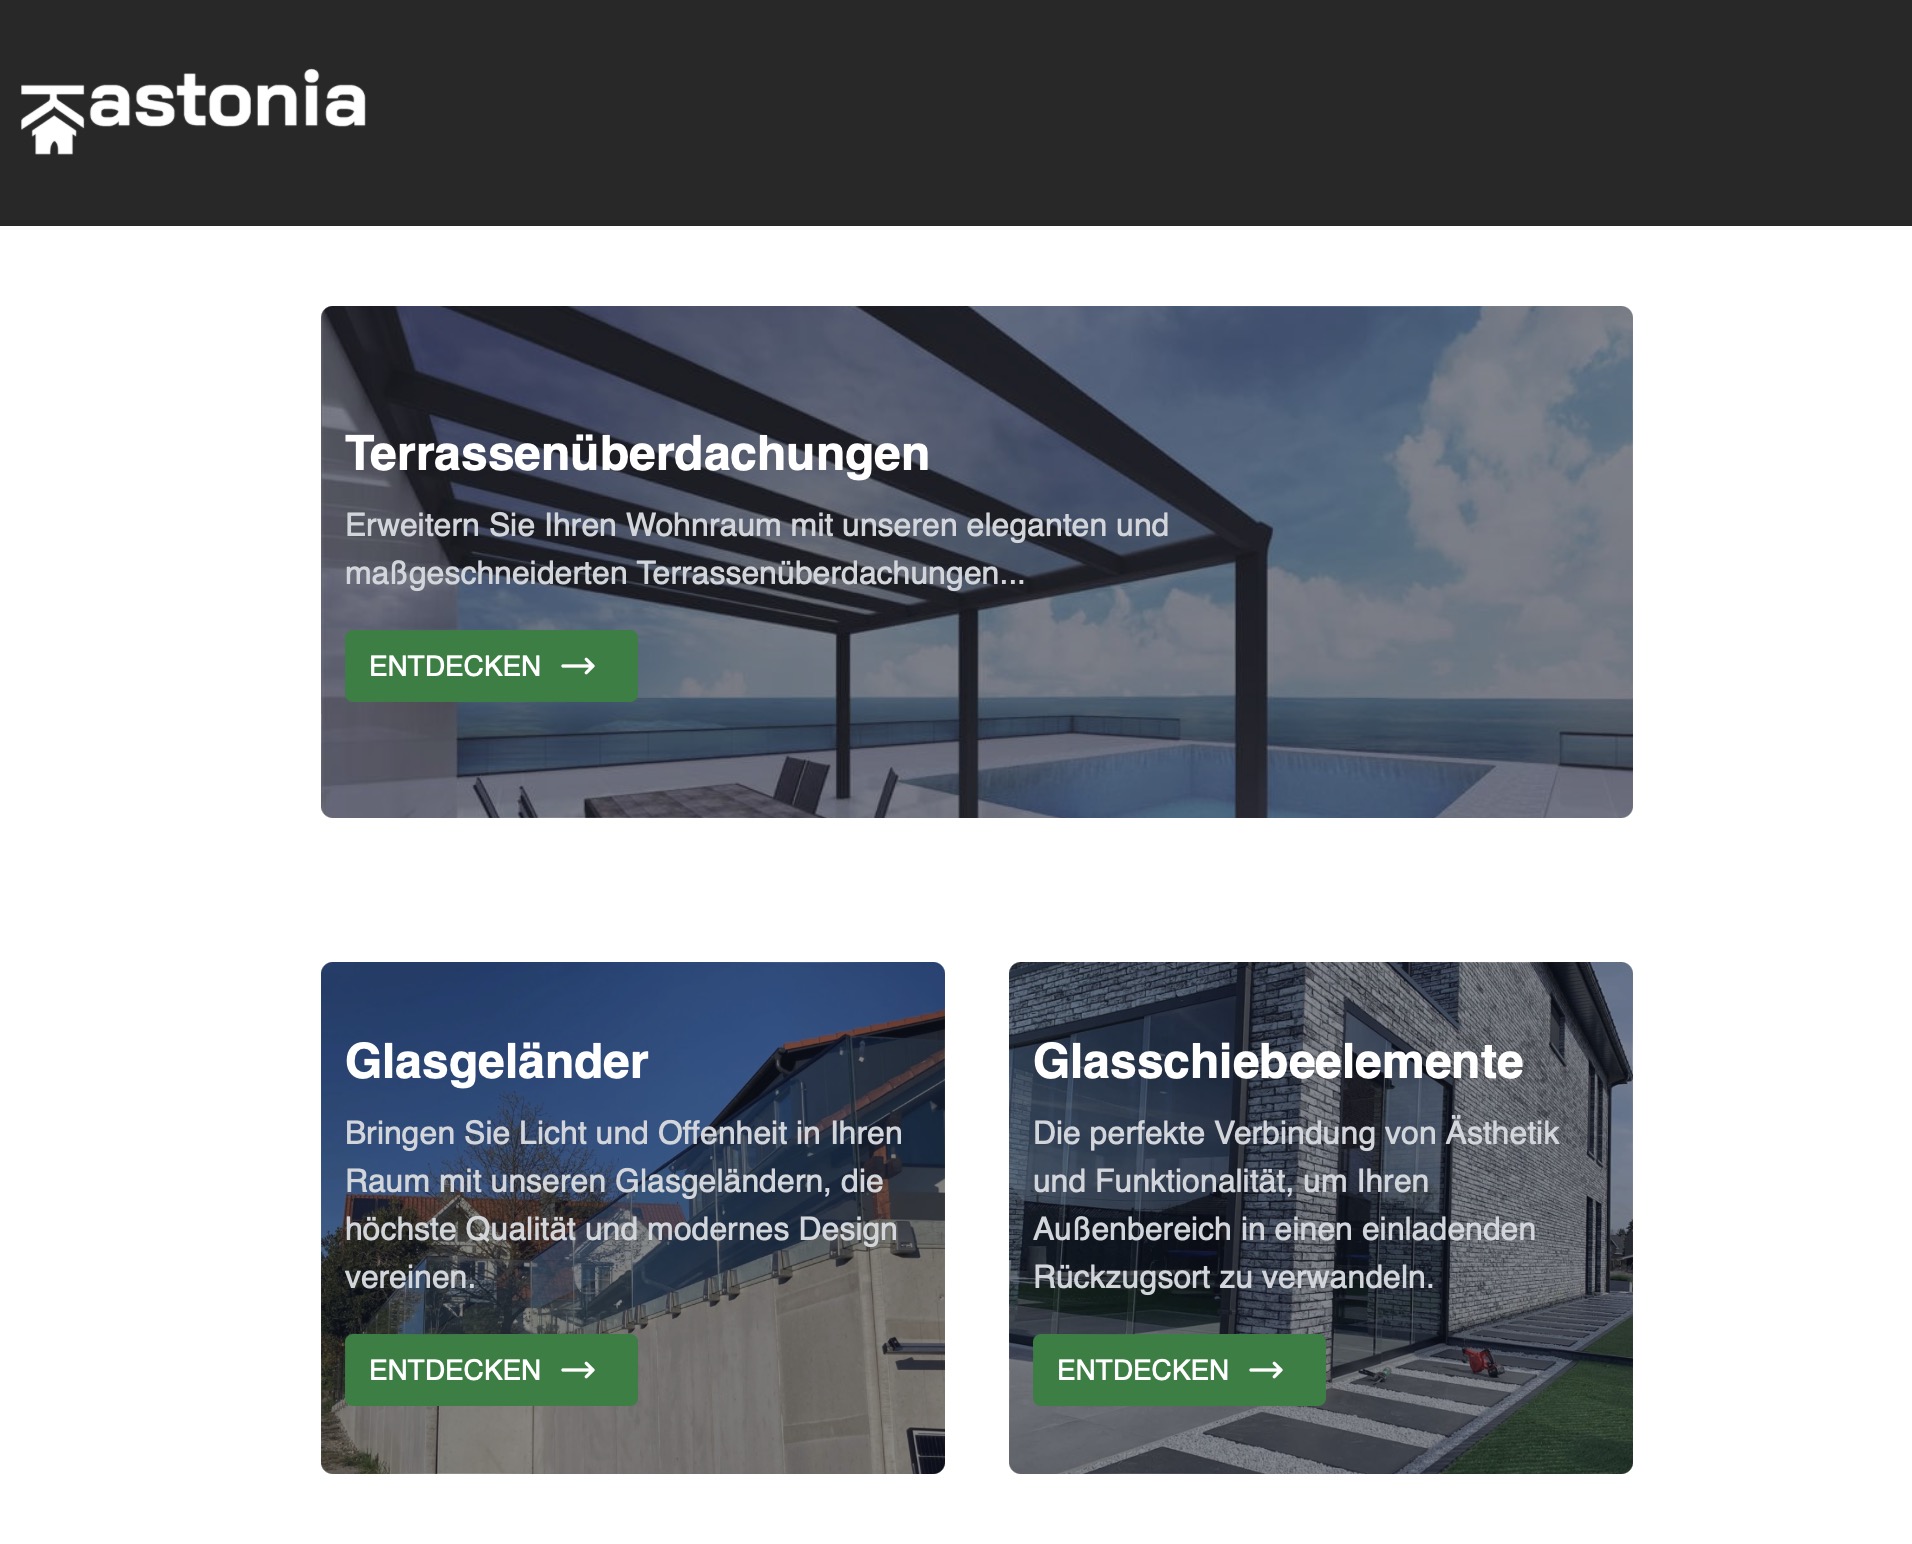 Kastonia
Terrassenüberdachungen
Erweitern Sie Ihren Wohnraum mit unseren eleganten und
maßgeschneiderten Terrassenüberdachungen...
ENTDECKEN →
Glasgeländer
Bringen Sie Licht und Offenheit in Ihren
Raum mit unseren Glasgeländern, die
höchste Qualität und modernes Design
vereinen.
ENTDECKEN →
Glasschiebeelemente
Die perfekte Verbindung von Ästhetik
und Funktionalität, um Ihren
Außenbereich in einen einladenden
Rückzugsort zu verwandeln.
ENTDECKEN →